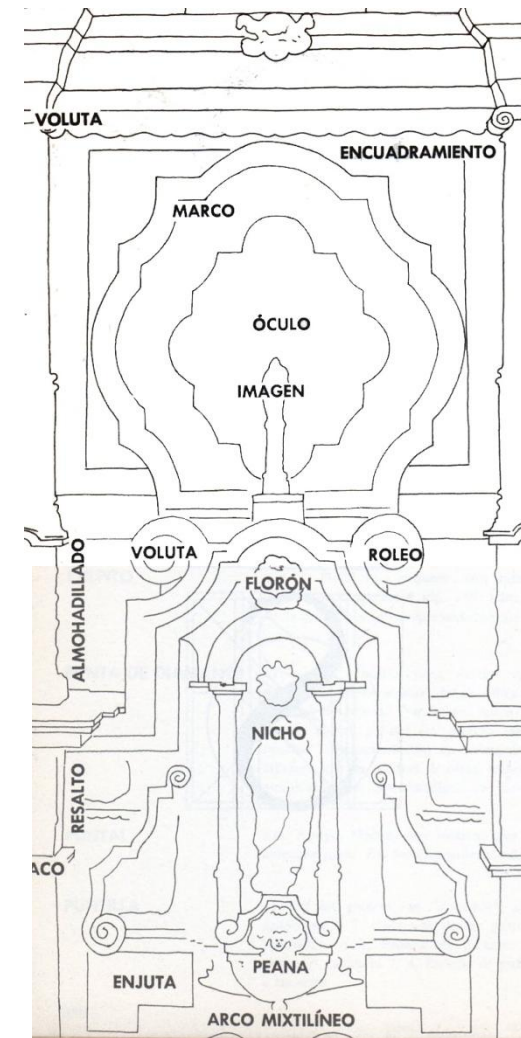 VOLUTA
ENCUADRAMIENTO
MARCO
ÓCULO
IMAGEN
VOLUTA
ROLEO
ALMOHADILLADO
FLORÓN
NICHO
RESALTO
ACO
PEANA
ENJUTA
ARCO MIXTILÍNEO